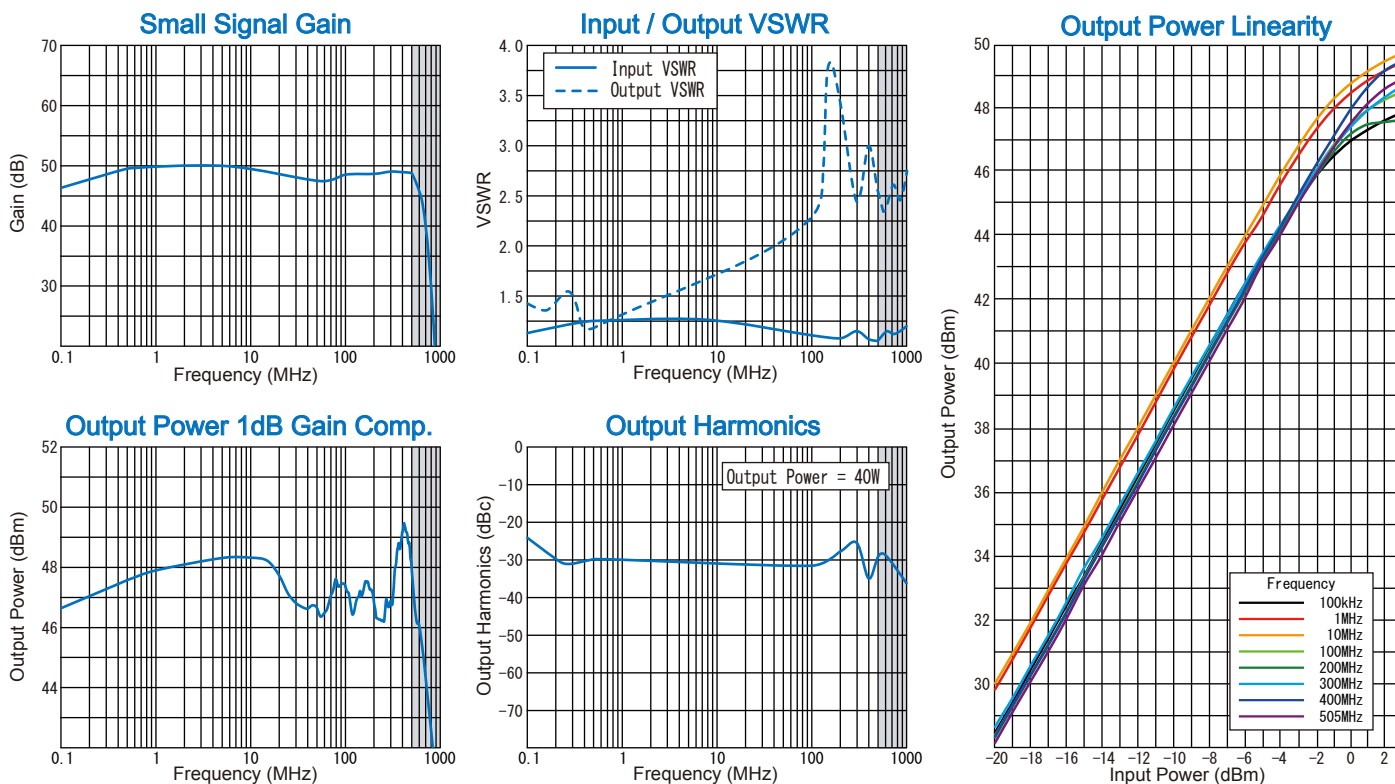 Small Signal Gain
70
60
50
40
30
Gain (dB)
0.1 1 10 100 1000
Frequency (MHz)
Input / Output VSWR
4.0
3.5
3.0
2.5
2.0
1.5
VSWR
Input VSWR
Output VSWR
0.1 1 10 100 1000
Frequency (MHz)
Output Power 1dB Gain Comp.
52
50
48
46
44
Output Power (dBm)
0.1 1 10 100 1000
Frequency (MHz)
Output Harmonics
-0
-10
-20
-30
-40
-50
-60
-70
Output Harmonics (dBc)
Output Power = 40W
0.1 1 10 100 1000
Frequency (MHz)
Output Power Linearity
50
48
46
44
42
40
38
36
34
32
30
Output Power (dBm)
Frequency
100kHz
1MHz
10MHz
100MHz
200MHz
300MHz
400MHz
505MHz
-20 -18 -16 -14 -12 -10 -8 -6 -4 -2 0 2
Input Power (dBm)